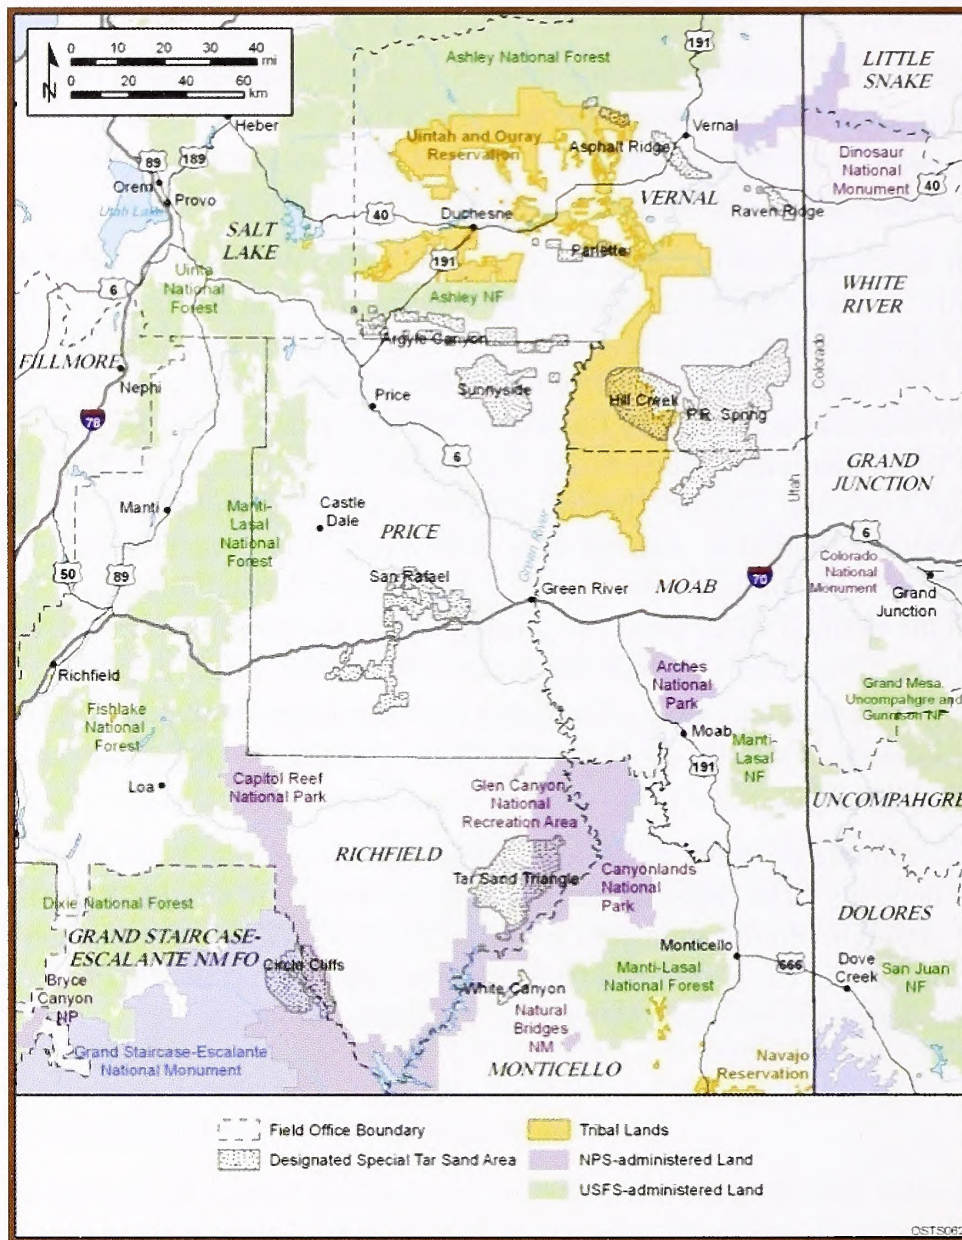 0 10 20 30 40
mi
0 20 40 60
km
N
191
Ashley National Forest
LITTLE
SNAKE
Heber
Uintah and Ouray
Reservation
Asphalt Ridge
Vernal
Dinosaur
National
Monument
40
89
189
Orem
Provo
Utah Lake
SALT
LAKE
40
Duchesne
VERNAL
Raven Ridge
191
Pariette
Uinta
National
Forest
6
Ashley NF
WHITE
RIVER
Argyle Canyon
Colorado
Utah
FILLMORE
Nephi
Price
Sunnyside
Hill Creek
P.R. Spring
78
6
GRAND
JUNCTION
Manti
Manti-
Lasal
National
Forest
Castle
Dale
PRICE
Green River
6
50
89
San Rafael
Green River
MOAB
70
Colorado
National
Monument
Grand
Junction
Richfield
Arches
National
Park
Grand Mesa,
Uncompahgre and
Gunnison NF
Fishlake
National
Forest
Moab
Manti-
Lasal
NF
191
Loa
Capitol Reef
National Park
Glen Canyon
National
Recreation Area
UNCOMPAHGRE
RICHFIELD
Tar Sand Triangle
Canyonlands
National
Park
Dixie National Forest
DOLORES
GRAND STAIRCASE-
ESCALANTE NM FO
Circle Cliffs
Monticello
666
Dove
Creek
San Juan
NF
Bryce
Canyon
NP
White Canyon
Manti-Lasal
National Forest
Natural
Bridges
NM
Grand Staircase-Escalante
National Monument
MONTICELLO
Navajo
Reservation
Field Office Boundary
Tribal Lands
Designated Special Tar Sand Area
NPS-administered Land
USFS-administered Land
OSTS062